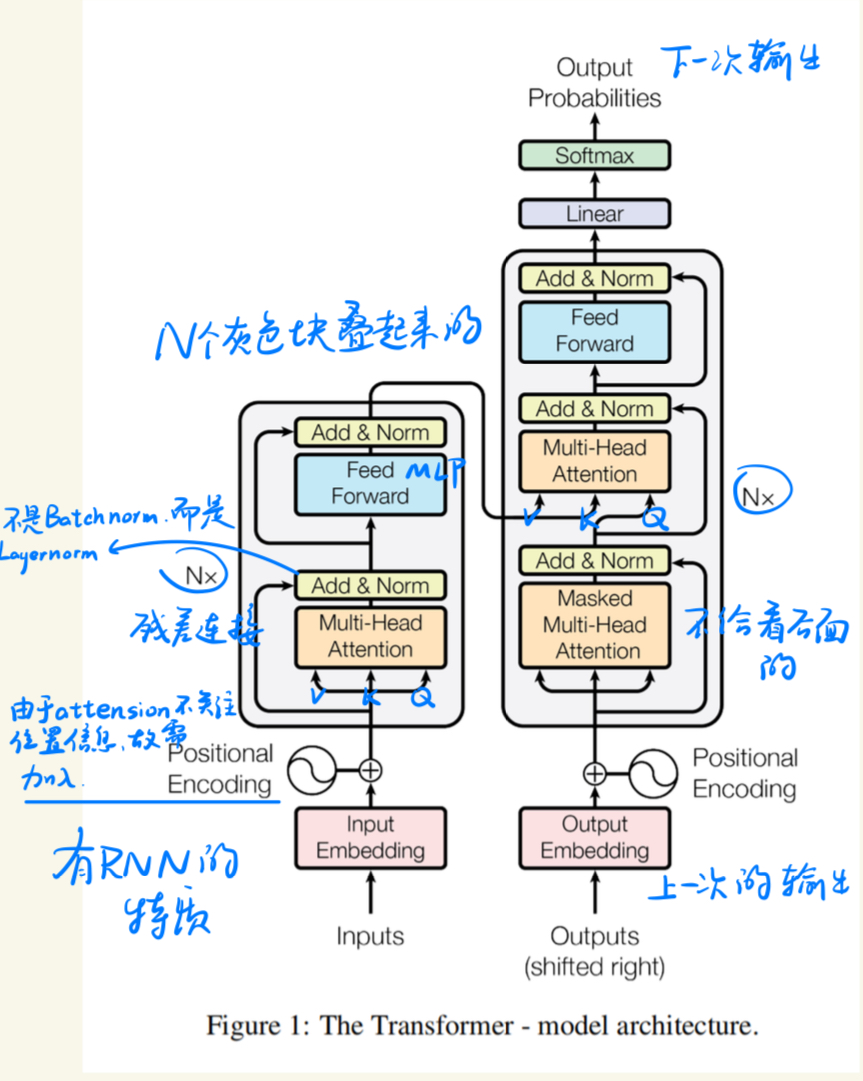 Output
Probabilities
下一次输出
Softmax
Linear
Add & Norm
Feed
Forward
N个灰色块叠起来的
Add & Norm
Multi-Head
Attention
V K Q
Nx
Add & Norm
Masked
Multi-Head
Attention
不会看后面
的
Add & Norm
Feed
Forward
MLP
不是Batchnorm.而是
Layernorm
Nx
Add & Norm
残差连接
Multi-Head
Attention
V K Q
由于attension不关注
位置信息,故需
加入.
Positional
Encoding
Positional
Encoding
Input
Embedding
Output
Embedding
有RNN的
特质
上一次的输出
Inputs
Outputs
(shifted right)
Figure 1: The Transformer - model architecture.